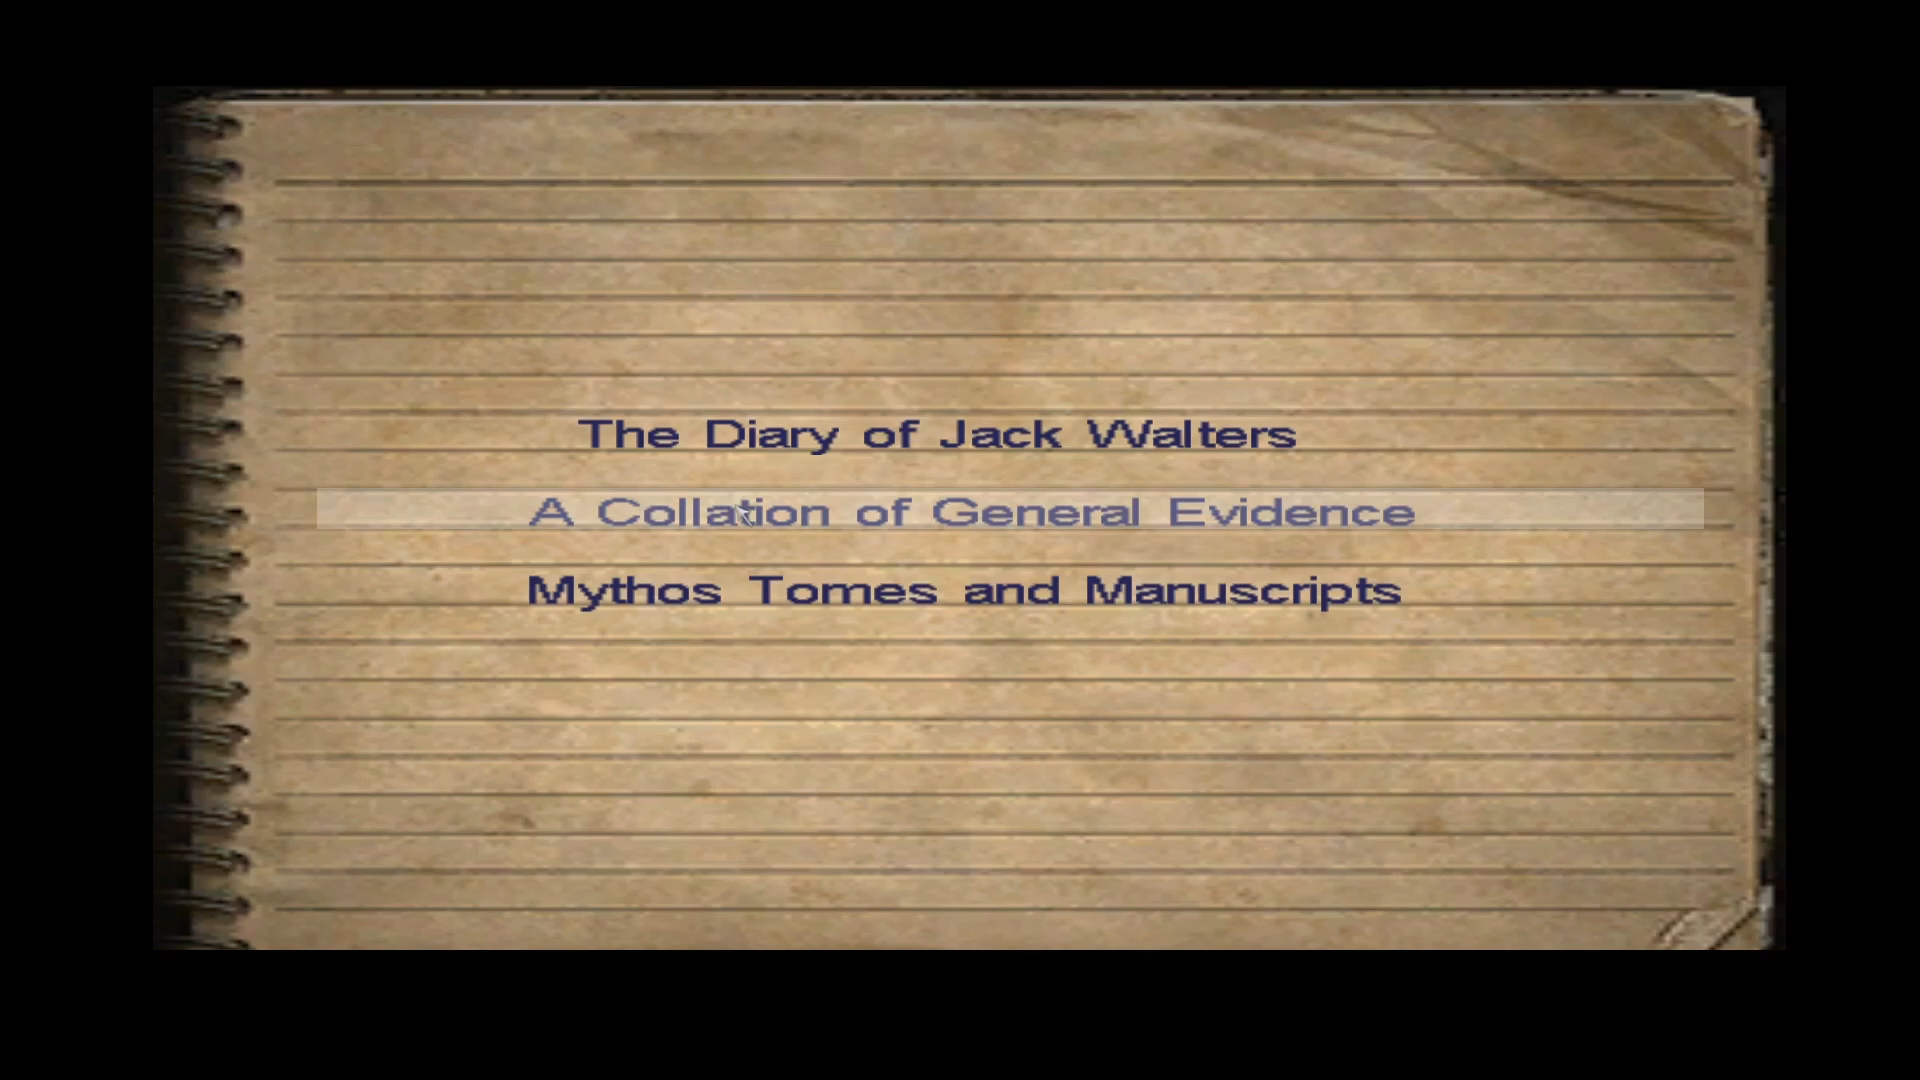 The Diary of Jack Walters
A Collation of General Evidence
Mythos Tomes and Manuscripts